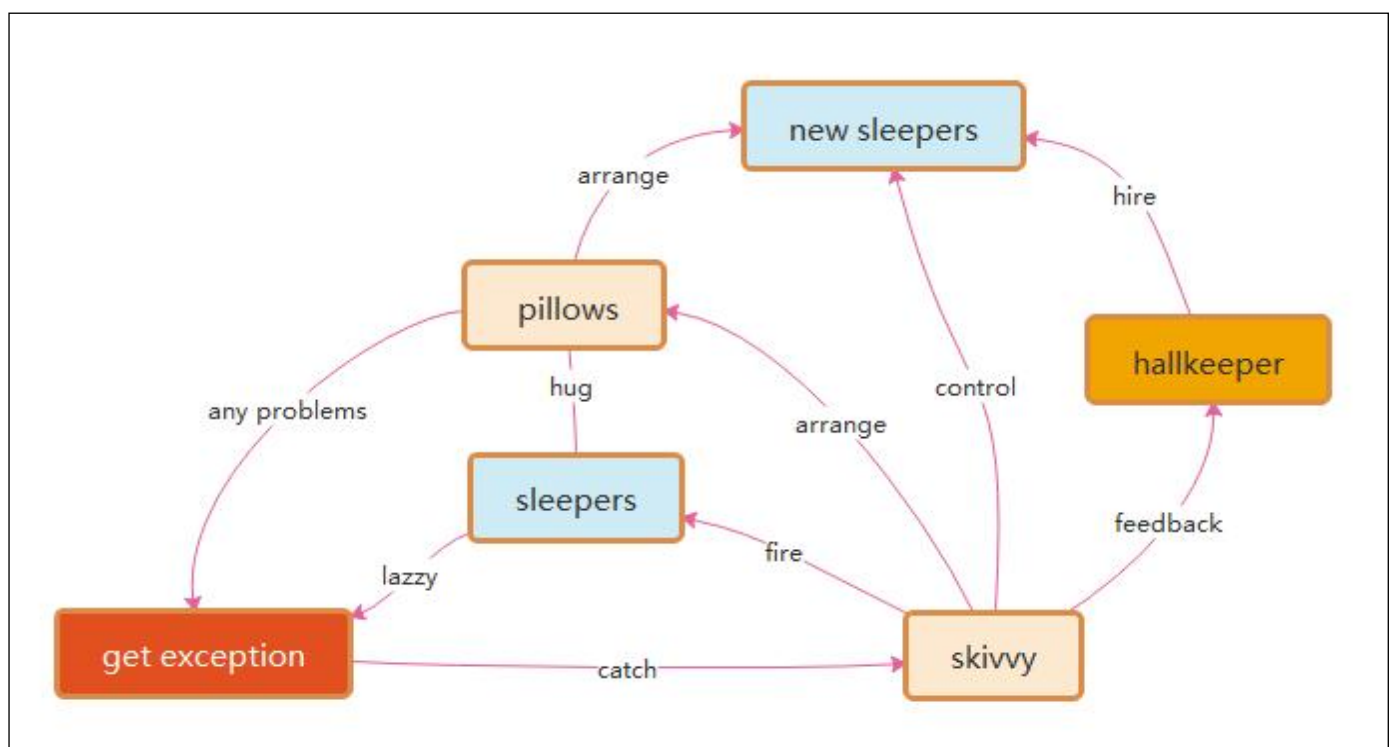 new sleepers
arrange
hire
pillows
hallkeeper
hug
control
any problems
arrange
sleepers
feedback
fire
lazzy
get exception
skivvy
catch